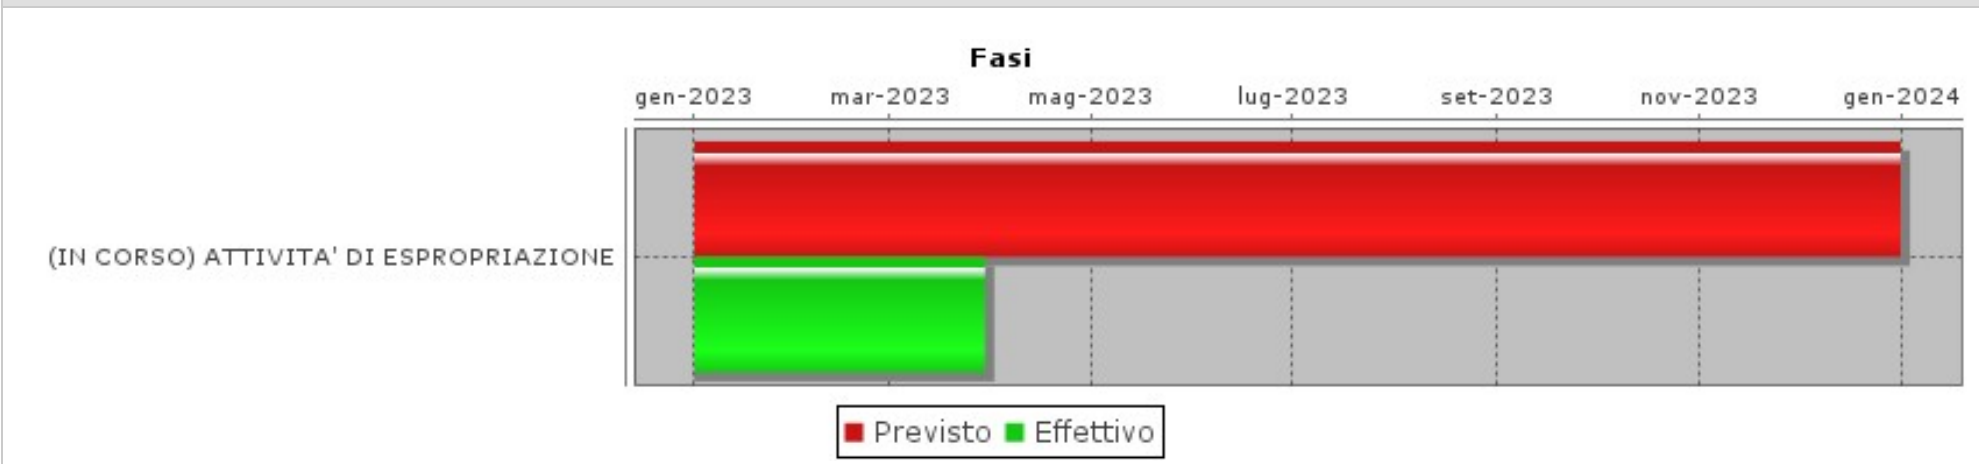 Fasi
gen-2023 mar-2023 mag-2023 lug-2023 set-2023 nov-2023 gen-2024
(IN CORSO) ATTIVITA' DI ESPROPRIAZIONE
Previsto Effettivo